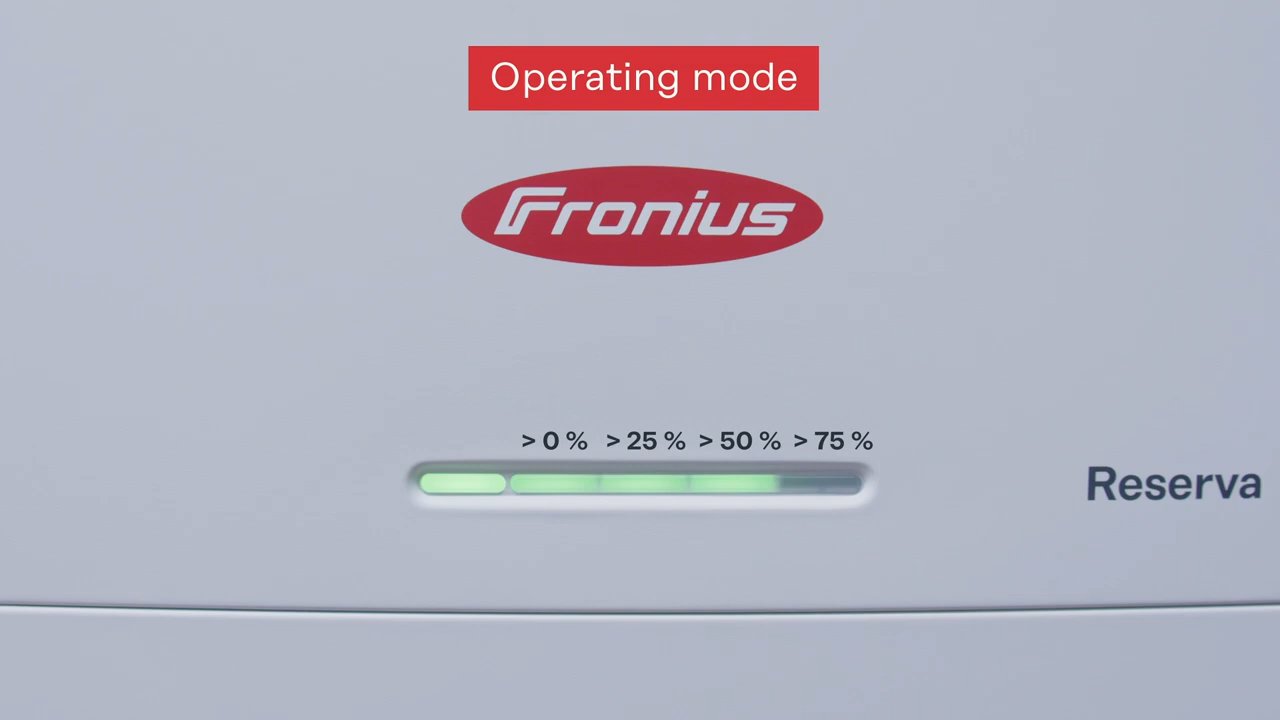 Operating mode
Fronius
> 0 % > 25 % > 50 % > 75 %
Reserva